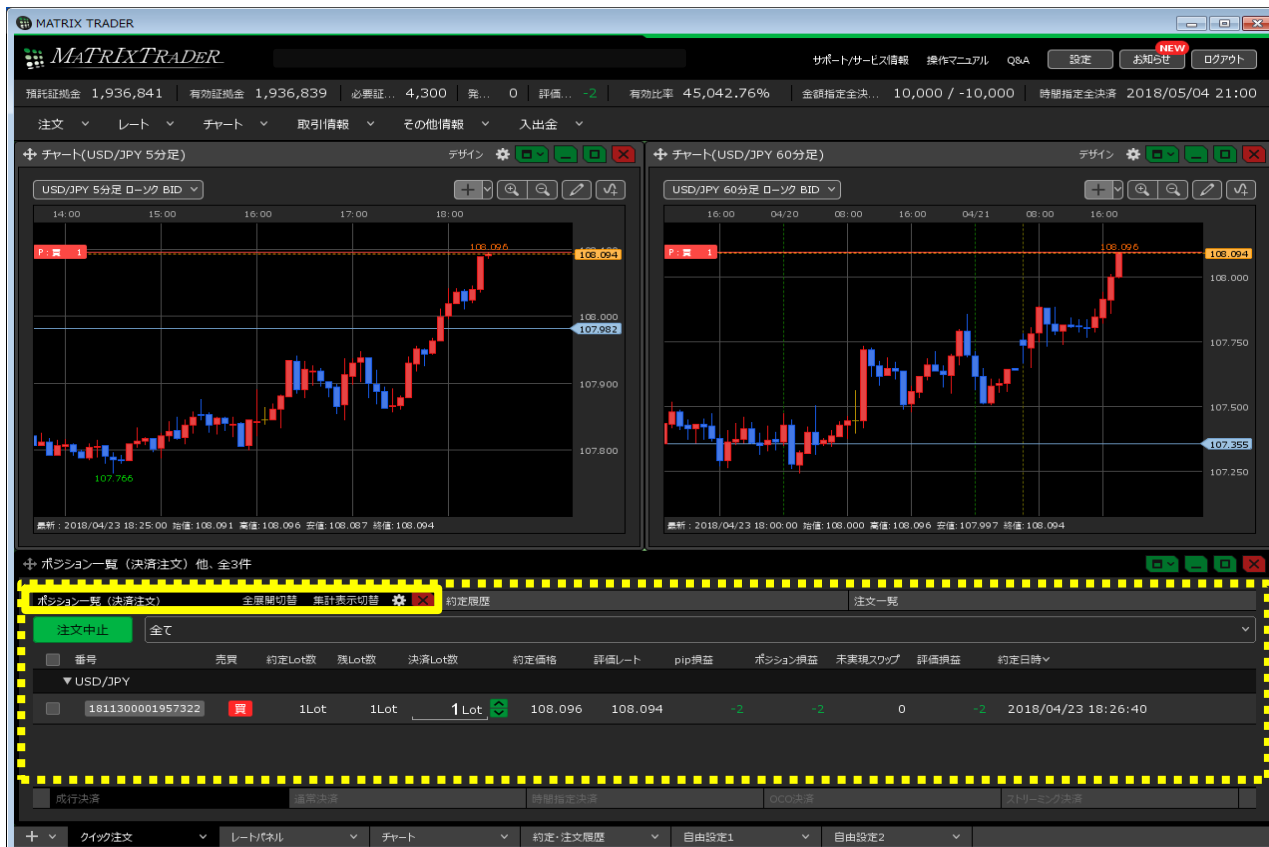 MATRIX TRADER
MATRIXTRADER
サポート/サービス情報 操作マニュアル Q&A 設定 お知らせ NEW ログアウト
預託証拠金 1,936,841 有効証拠金 1,936,839 必要証... 4,300 発... 0 評価... -2 有効比率 45,042.76% 金額指定全決... 10,000 / -10,000 時間指定全決済 2018/05/04 21:00
注文 レート チャート 取引情報 その他情報 入出金
チャート(USD/JPY 5分足) デザイン
USD/JPY 5分足 ローソク BID
14:00 15:00 16:00 17:00 18:00
P:買 1
108.096
108.094
108.000
107.982
107.900
107.800
107.766
最新:2018/04/23 18:25:00 始値:108.091 高値:108.096 安値:108.087 終値:108.094
チャート(USD/JPY 60分足) デザイン
USD/JPY 60分足 ローソク BID
16:00 04/20 08:00 16:00 04/21 08:00 16:00
P:買 1
108.096
108.094
108.000
107.750
107.500
107.355
107.250
最新:2018/04/23 18:00:00 始値:108.000 高値:108.096 安値:107.997 終値:108.094
ポジション一覧(決済注文)他、全3件
ポジション一覧(決済注文) 全展開切替 集計表示切替 約定履歴 注文一覧
注文中止 全て
番号 売買 約定Lot数 残Lot数 決済Lot数 約定価格 評価レート pip損益 ポジション損益 未実現スワップ 評価損益 約定日時
▼USD/JPY
1811300001957322 買 1Lot 1Lot 1 Lot 108.096 108.094 -2 -2 0 -2 2018/04/23 18:26:40
成行決済 通常決済 時間指定決済 OCO決済 ストリーミング決済
クイック注文 レートパネル チャート 約定・注文履歴 自由設定1 自由設定2